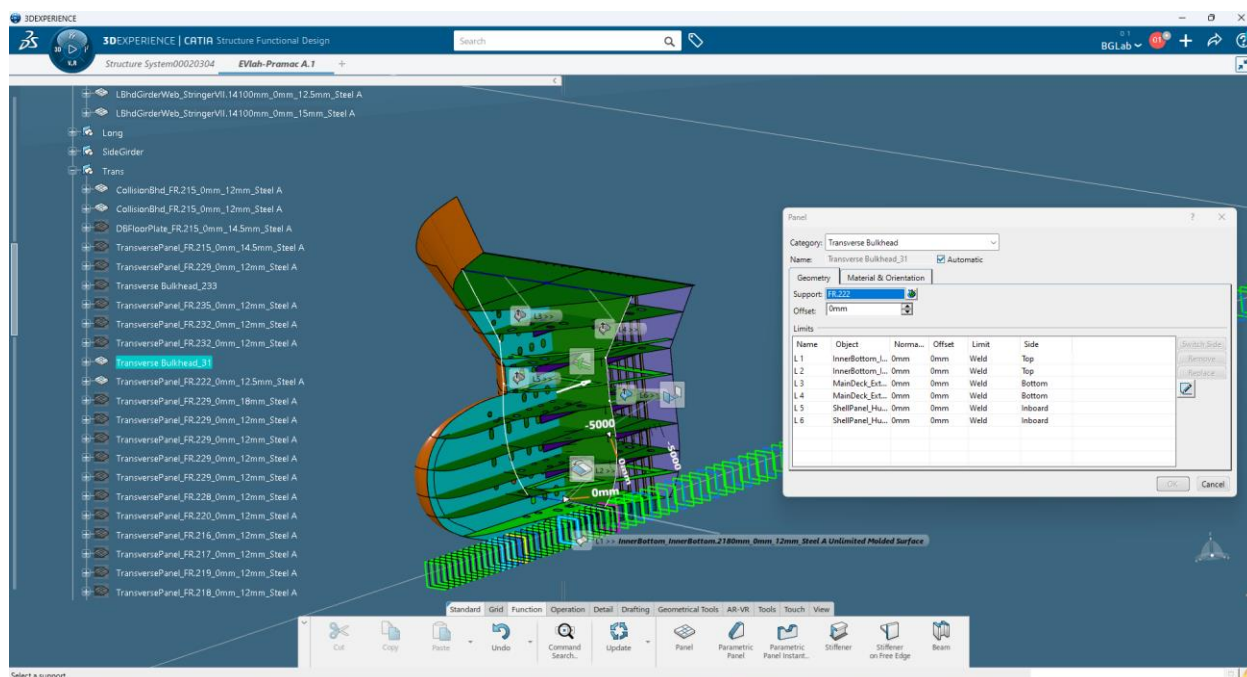 3DEXPERIENCE
3DEXPERIENCE | CATIA Structure Functional Design
Search
BGLab
3D
V.R
Structure System00020304
EVlah-Pramac A.1
+
LBhdGirderWeb_StringerVII.14100mm_0mm_12.5mm_Steel A
LBhdGirderWeb_StringerVII.14100mm_0mm_15mm_Steel A
Long
SideGirder
Trans
CollisionBhd_FR.215_0mm_12mm_Steel A
CollisionBhd_FR.215_0mm_12mm_Steel A
DBFloorPlate_FR.215_0mm_14.5mm_Steel A
TransversePanel_FR.215_0mm_14.5mm_Steel A
TransversePanel_FR.229_0mm_12mm_Steel A
Transverse Bulkhead_233
TransversePanel_FR.235_0mm_12mm_Steel A
TransversePanel_FR.232_0mm_12mm_Steel A
TransversePanel_FR.232_0mm_12mm_Steel A
Transverse Bulkhead_31
TransversePanel_FR.222_0mm_12.5mm_Steel A
TransversePanel_FR.229_0mm_18mm_Steel A
TransversePanel_FR.229_0mm_12mm_Steel A
TransversePanel_FR.229_0mm_12mm_Steel A
TransversePanel_FR.229_0mm_12mm_Steel A
TransversePanel_FR.229_0mm_12mm_Steel A
TransversePanel_FR.228_0mm_12mm_Steel A
TransversePanel_FR.220_0mm_12mm_Steel A
TransversePanel_FR.216_0mm_12mm_Steel A
TransversePanel_FR.217_0mm_12mm_Steel A
TransversePanel_FR.219_0mm_12mm_Steel A
TransversePanel_FR.218_0mm_12mm_Steel A
L3 >>
L4 >>
L5 >>
L6 >>
-5000
-5000
0mm
L2 >>
0mm
L1 >> InnerBottom_InnerBottom.2180mm_0mm_12mm_Steel A Unlimited Molded Surface
Panel
Category: Transverse Bulkhead
Name: Transverse Bulkhead_31 Automatic
Geometry Material & Orientation
Support: FR.222
Offset: 0mm
Limits
Name Object Norma... Offset Limit Side
L 1 InnerBottom_I... 0mm 0mm Weld Top
L 2 InnerBottom_I... 0mm 0mm Weld Top
L 3 MainDeck_Ext... 0mm 0mm Weld Bottom
L 4 MainDeck_Ext... 0mm 0mm Weld Bottom
L 5 ShellPanel_Hu... 0mm 0mm Weld Inboard
L 6 ShellPanel_Hu... 0mm 0mm Weld Inboard
Switch Side
Remove
Replace
OK Cancel
Standard Grid Function Operation Detail Drafting Geometrical Tools AR-VR Tools Touch View
Cut Copy Paste Undo Command Search... Update Panel Parametric Panel Parametric Panel Instant... Stiffener Stiffener on Free Edge Beam
Select a support